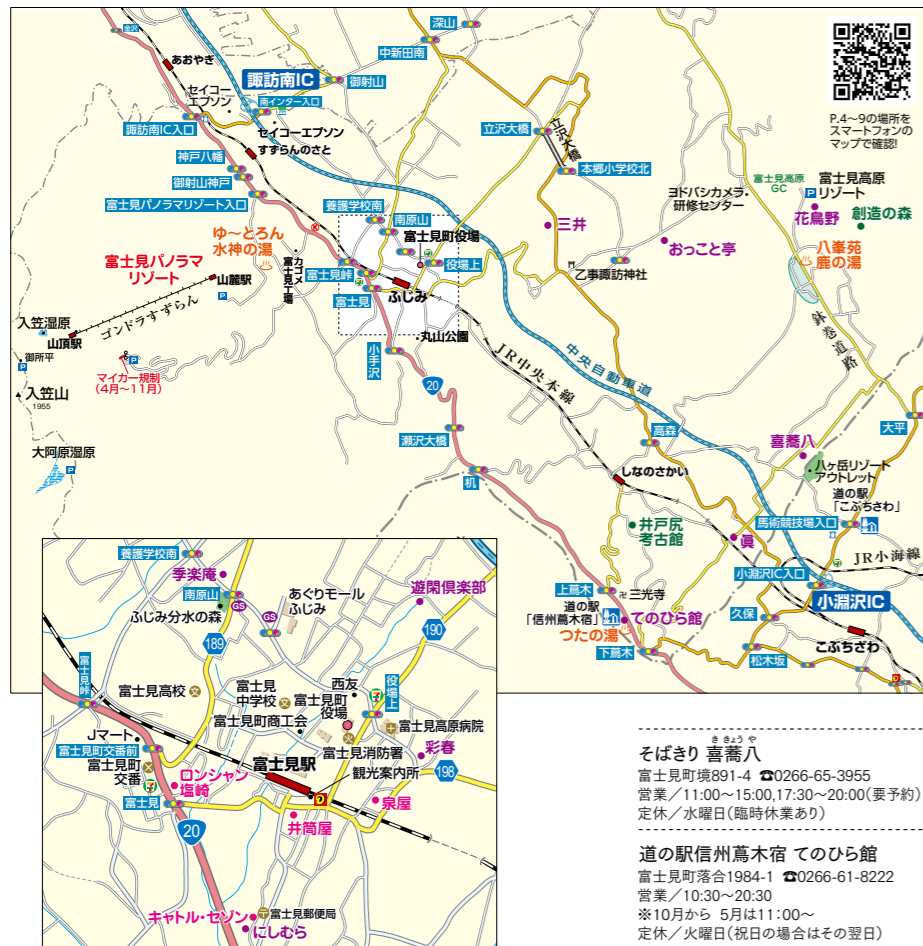 金沢
深山
中新田南
あおやぎ
諏訪南IC
御射山
セイコー
エプソン
南インター入口
諏訪南IC入口
セイコーエプソン
すずらんのさと
立沢大橋
立沢大橋
本郷小学校北
P.4〜9の場所を
スマートフォンの
マップで確認!
神戸八幡
御射山神戸
富士見パノラマリゾート入口
養護学校南
南原山
富士見町役場
役場上
三井
ヨドバシカメラ・
研修センター
おっこと亭
富士見高原
GC
富士見高原
リゾート
花鳥野
創造の森
八峯苑
鹿の湯
乙事諏訪神社
ゆ〜とろん
水神の湯
カゴメ
富士見工場
富士見パノラマ
リゾート
山麓駅
富士見峠
富士見
ふじみ
丸山公園
ゴンドラすずらん
入笠湿原
山頂駅
御所平
マイカー規制
(4月〜11月)
入笠山
1955
大阿原湿原
小手沢
20
JR中央本線
中央自動車道
鉢巻道路
瀬沢大橋
高森
大平
机
しなのさかい
喜蕎八
八ヶ岳リゾート
アウトレット
道の駅
「こぶちさわ」
井戸尻
考古館
馬術競技場入口
眞
JR小海線
小淵沢IC入口
上蔦木
三光寺
小淵沢IC
道の駅
「信州蔦木宿」
てのひら館
つたの湯
久保
こぶちざわ
下蔦木
松木坂
養護学校南
季楽庵
南原山
GS
ふじみ分水の森
あぐりモール
ふじみ
GS
遊閑倶楽部
189
190
富士見峠
富士見高校
富士見
中学校
西友
役場上
富士見町
役場
富士見町商工会
富士見高原病院
Jマート
富士見町交番前
富士見消防署
彩春
富士見町
交番
富士見駅
観光案内所
198
ロンシャン
塩崎
富士見
泉屋
井筒屋
20
キャトル・セゾン
富士見郵便局
にしむら
ききょうや
そばきり 喜蕎八
富士見町境891-4 ☎0266-65-3955
営業/11:00〜15:00,17:30〜20:00(要予約)
定休/水曜日(臨時休業あり)
道の駅信州蔦木宿 てのひら館
富士見町落合1984-1 ☎0266-61-8222
営業/10:30〜20:30
※10月から 5月は11:00〜
定休/火曜日(祝日の場合はその翌日)